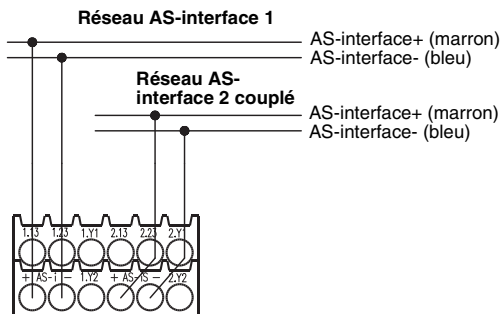 Réseau AS-interface 1
AS-interface+ (marron)
AS-interface- (bleu)
Réseau AS-
interface 2 couplé
AS-interface+ (marron)
AS-interface- (bleu)
1.13 1.23 1.Y1 2.13 2.23 2.Y1
+ AS-i - 1.Y2 + AS-iS - 2.Y2